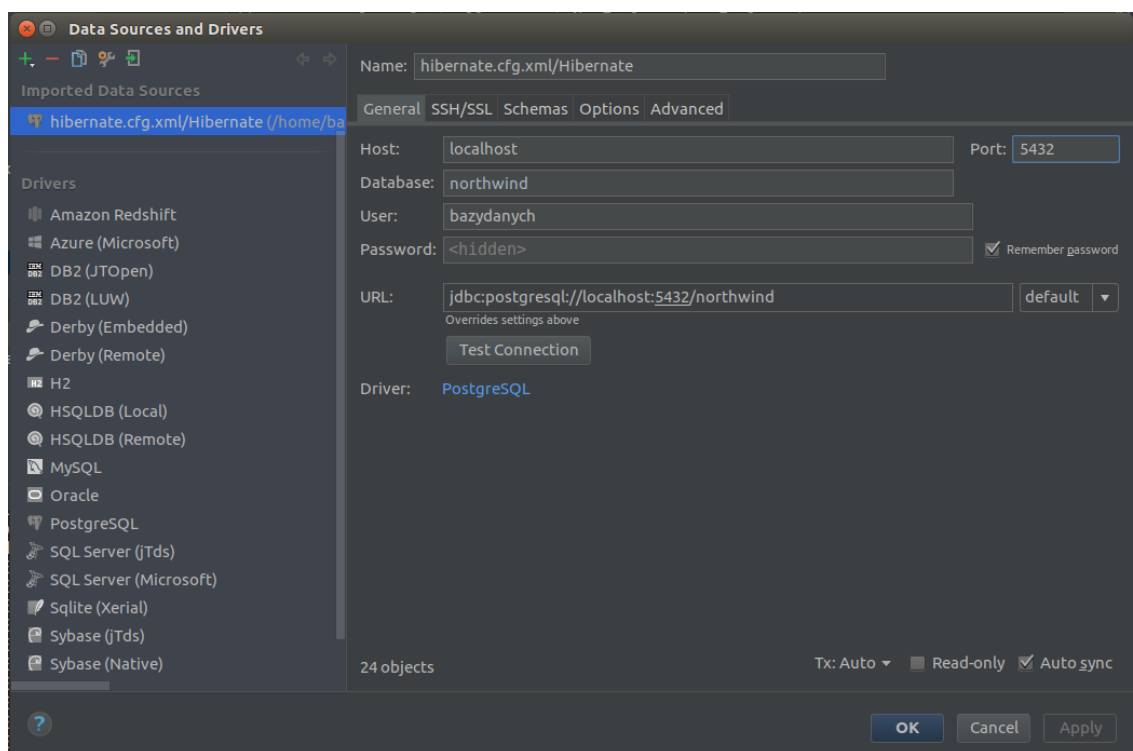 Data Sources and Drivers
Imported Data Sources
hibernate.cfg.xml/Hibernate (/home/ba
Drivers
Amazon Redshift
Azure (Microsoft)
DB2 (JTOpen)
DB2 (LUW)
Derby (Embedded)
Derby (Remote)
H2
HSQLDB (Local)
HSQLDB (Remote)
MySQL
Oracle
PostgreSQL
SQL Server (jTds)
SQL Server (Microsoft)
Sqlite (Xerial)
Sybase (jTds)
Sybase (Native)
Name: hibernate.cfg.xml/Hibernate
General SSH/SSL Schemas Options Advanced
Host: localhost Port: 5432
Database: northwind
User: bazydanych
Password: <hidden> Remember password
URL: jdbc:postgresql://localhost:5432/northwind default
Overrides settings above
Test Connection
Driver: PostgreSQL
24 objects Tx: Auto Read-only Auto sync
? OK Cancel Apply